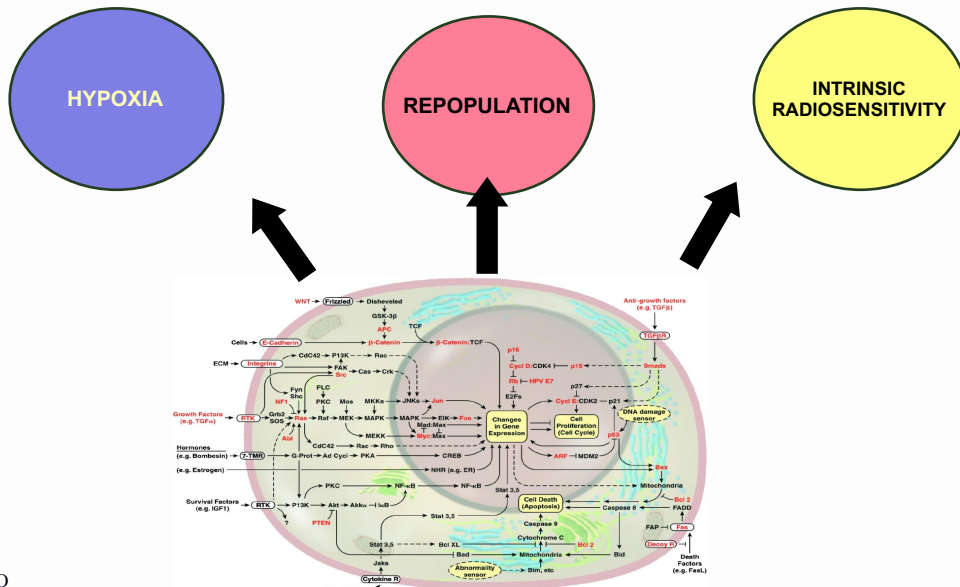 HYPOXIA
REPOPULATION
INTRINSIC
RADIOSENSITIVITY
WNT
Frizzled
Disheveled
GSK-3β
APC
TCF
Cells
E-Cadherin
β-Catenin
β-Catenin:TCF
Anti-growth factors
(e.g. TGFβ)
TGFβR
p16
Cycl D:CDK4
p15
Smads
Rb
HPV E7
E2Fs
p27
Cycl E:CDK2
p21
DNA damage
sensor
ECM
Integrins
CdC42
P13K
Rac
FAK
Src
Cas
Crk
Fyn
Shc
PLC
NF1
PKC
Mos
MKKs
JNKs
Jun
Growth Factors
(e.g. TGFα)
RTK
Grb2
SOS
Ras
Raf
MEK
MAPK
MAPK
ElK
Fos
Mad:Max
Abl
MEKK
Myc:Max
Changes
in Gene
Expression
Cell
Proliferation
(Cell Cycle)
p53
CdC42
Rac
Rho
ARF
MDM2
Hormones
(e.g. Bombesin)
7-TMR
G-Prot
Ad Cycl
PKA
CREB
Bax
(e.g. Estrogen)
NHR (e.g. ER)
Mitochondria
PKC
NF-κB
NF-κB
Stat 3,5
Cell Death
(Apoptosis)
Bcl 2
Survival Factors
(e.g. IGF1)
RTK
P13K
Akt
Akkα
IκB
Caspase 8
FADD
?
PTEN
Stat 3,5
Caspase 9
FAP
Fas
Cytochrome C
Stat 3,5
Bcl XL
Bcl 2
Decoy R
Bad
Mitochondria
Bid
Death
Factors
(e.g. FasL)
Jaks
Abnormality
sensor
Bim, etc
Cytokine R